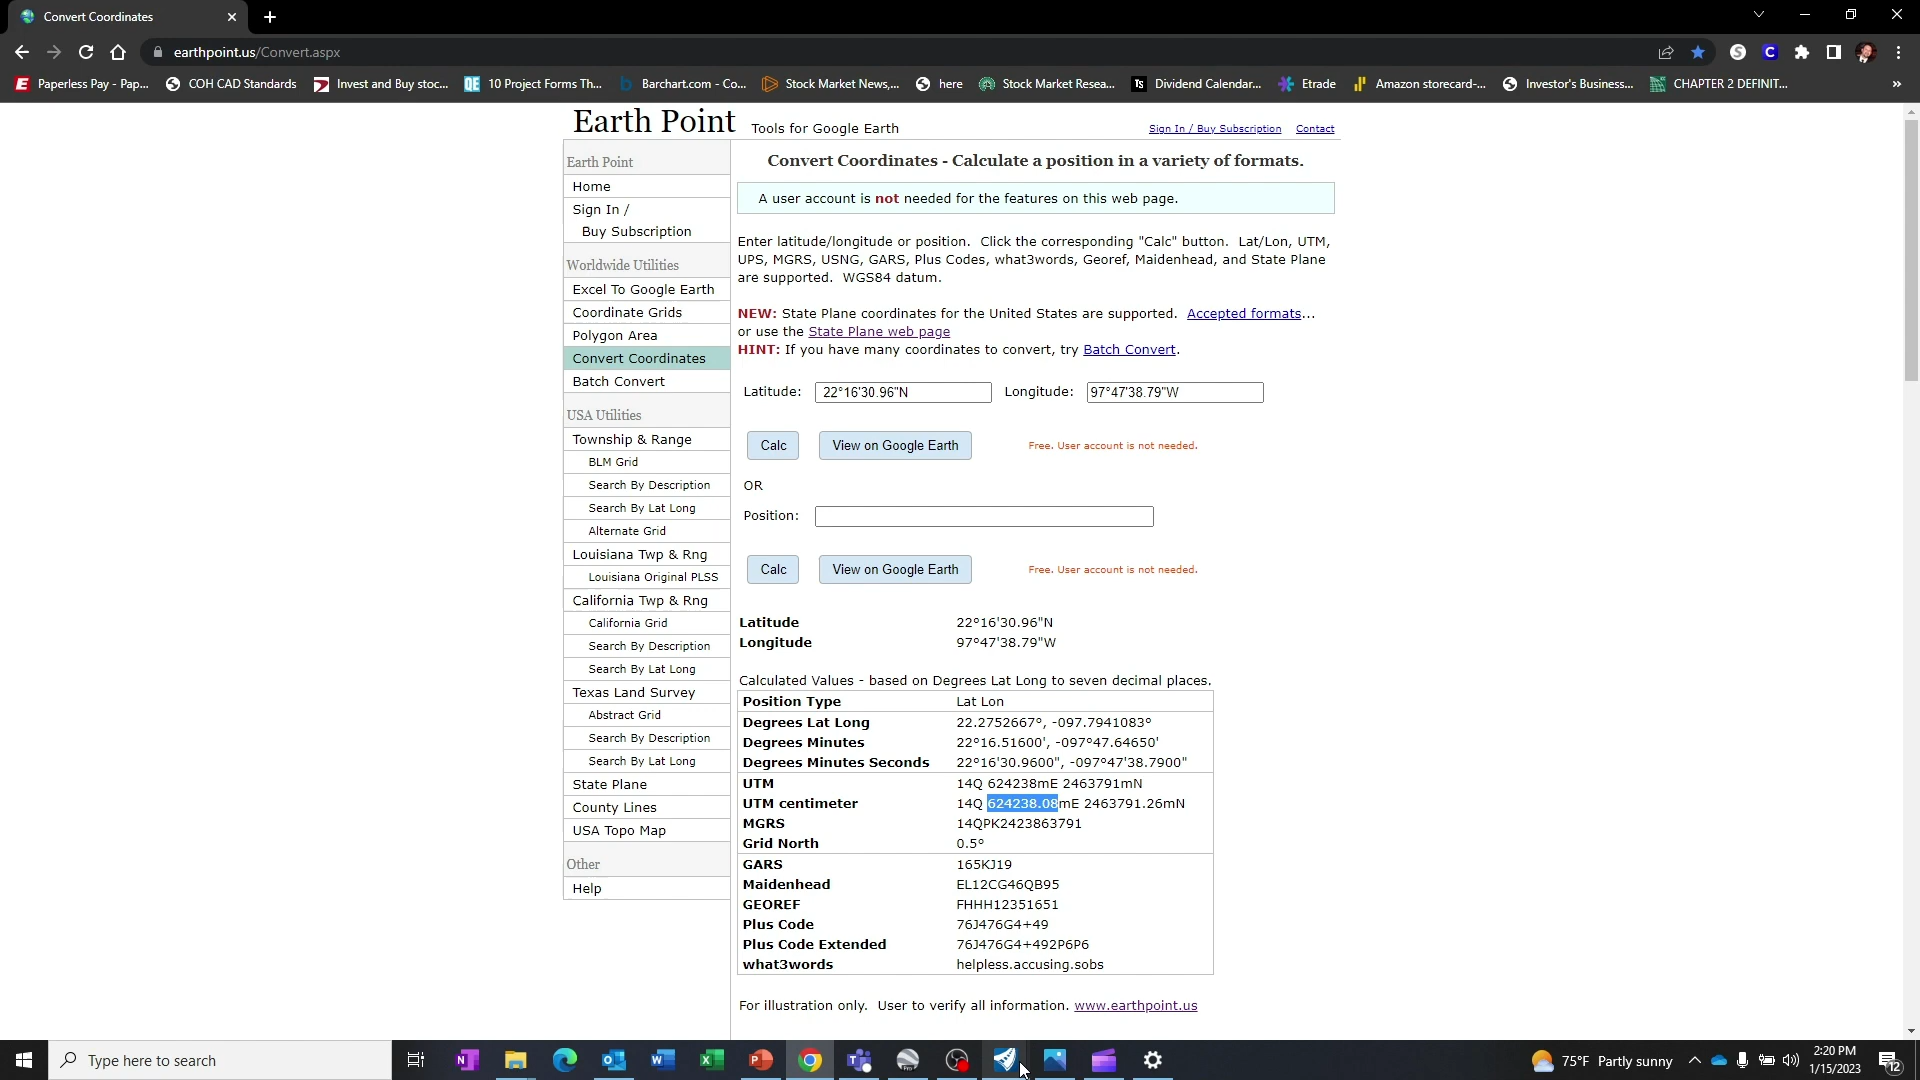 Convert Coordinates
earthpoint.us/Convert.aspx
Paperless Pay - Pap...
COH CAD Standards
Invest and Buy stoc...
10 Project Forms Th...
Barchart.com - Co...
Stock Market News,...
here
Stock Market Resea...
Dividend Calendar...
Etrade
Amazon storecard-...
Investor's Business...
CHAPTER 2 DEFINIT...
Earth Point Tools for Google Earth
Sign In / Buy Subscription Contact
Earth Point
Home
Sign In /
Buy Subscription
Worldwide Utilities
Excel To Google Earth
Coordinate Grids
Polygon Area
Convert Coordinates
Batch Convert
USA Utilities
Township & Range
BLM Grid
Search By Description
Search By Lat Long
Alternate Grid
Louisiana Twp & Rng
Louisiana Original PLSS
California Twp & Rng
California Grid
Search By Description
Search By Lat Long
Texas Land Survey
Abstract Grid
Search By Description
Search By Lat Long
State Plane
County Lines
USA Topo Map
Other
Help
Convert Coordinates - Calculate a position in a variety of formats.
A user account is not needed for the features on this web page.
Enter latitude/longitude or position. Click the corresponding "Calc" button. Lat/Lon, UTM,
UPS, MGRS, USNG, GARS, Plus Codes, what3words, Georef, Maidenhead, and State Plane
are supported. WGS84 datum.
NEW: State Plane coordinates for the United States are supported. Accepted formats...
or use the State Plane web page
HINT: If you have many coordinates to convert, try Batch Convert.
Latitude: 22°16'30.96"N Longitude: 97°47'38.79"W
Calc View on Google Earth Free. User account is not needed.
OR
Position:
Calc View on Google Earth Free. User account is not needed.
Latitude 22°16'30.96"N
Longitude 97°47'38.79"W
Calculated Values - based on Degrees Lat Long to seven decimal places.
Position Type Lat Lon
Degrees Lat Long 22.2752667°, -097.7941083°
Degrees Minutes 22°16.51600', -097°47.64650'
Degrees Minutes Seconds 22°16'30.9600", -097°47'38.7900"
UTM 14Q 624238mE 2463791mN
UTM centimeter 14Q 624238.08mE 2463791.26mN
MGRS 14QPK2423863791
Grid North 0.5°
GARS 165KJ19
Maidenhead EL12CG46QB95
GEOREF FHHH12351651
Plus Code 76J476G4+49
Plus Code Extended 76J476G4+492P6P6
what3words helpless.accusing.sobs
For illustration only. User to verify all information. www.earthpoint.us
Type here to search
75°F Partly sunny
2:20 PM
1/15/2023
12